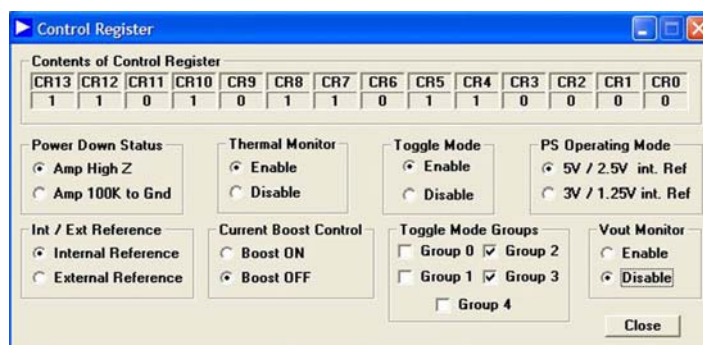 Control Register
Contents of Control Register
CR13 CR12 CR11 CR10 CR9 CR8 CR7 CR6 CR5 CR4 CR3 CR2 CR1 CR0
1 1 0 1 0 1 1 0 1 1 0 0 0 0
Power Down Status
Amp High Z
Amp 100K to Gnd
Thermal Monitor
Enable
Disable
Toggle Mode
Enable
Disable
PS Operating Mode
5V / 2.5V int. Ref
3V / 1.25V int. Ref
Int / Ext Reference
Internal Reference
External Reference
Current Boost Control
Boost ON
Boost OFF
Toggle Mode Groups
Group 0 Group 2
Group 1 Group 3
Group 4
Vout Monitor
Enable
Disable
Close